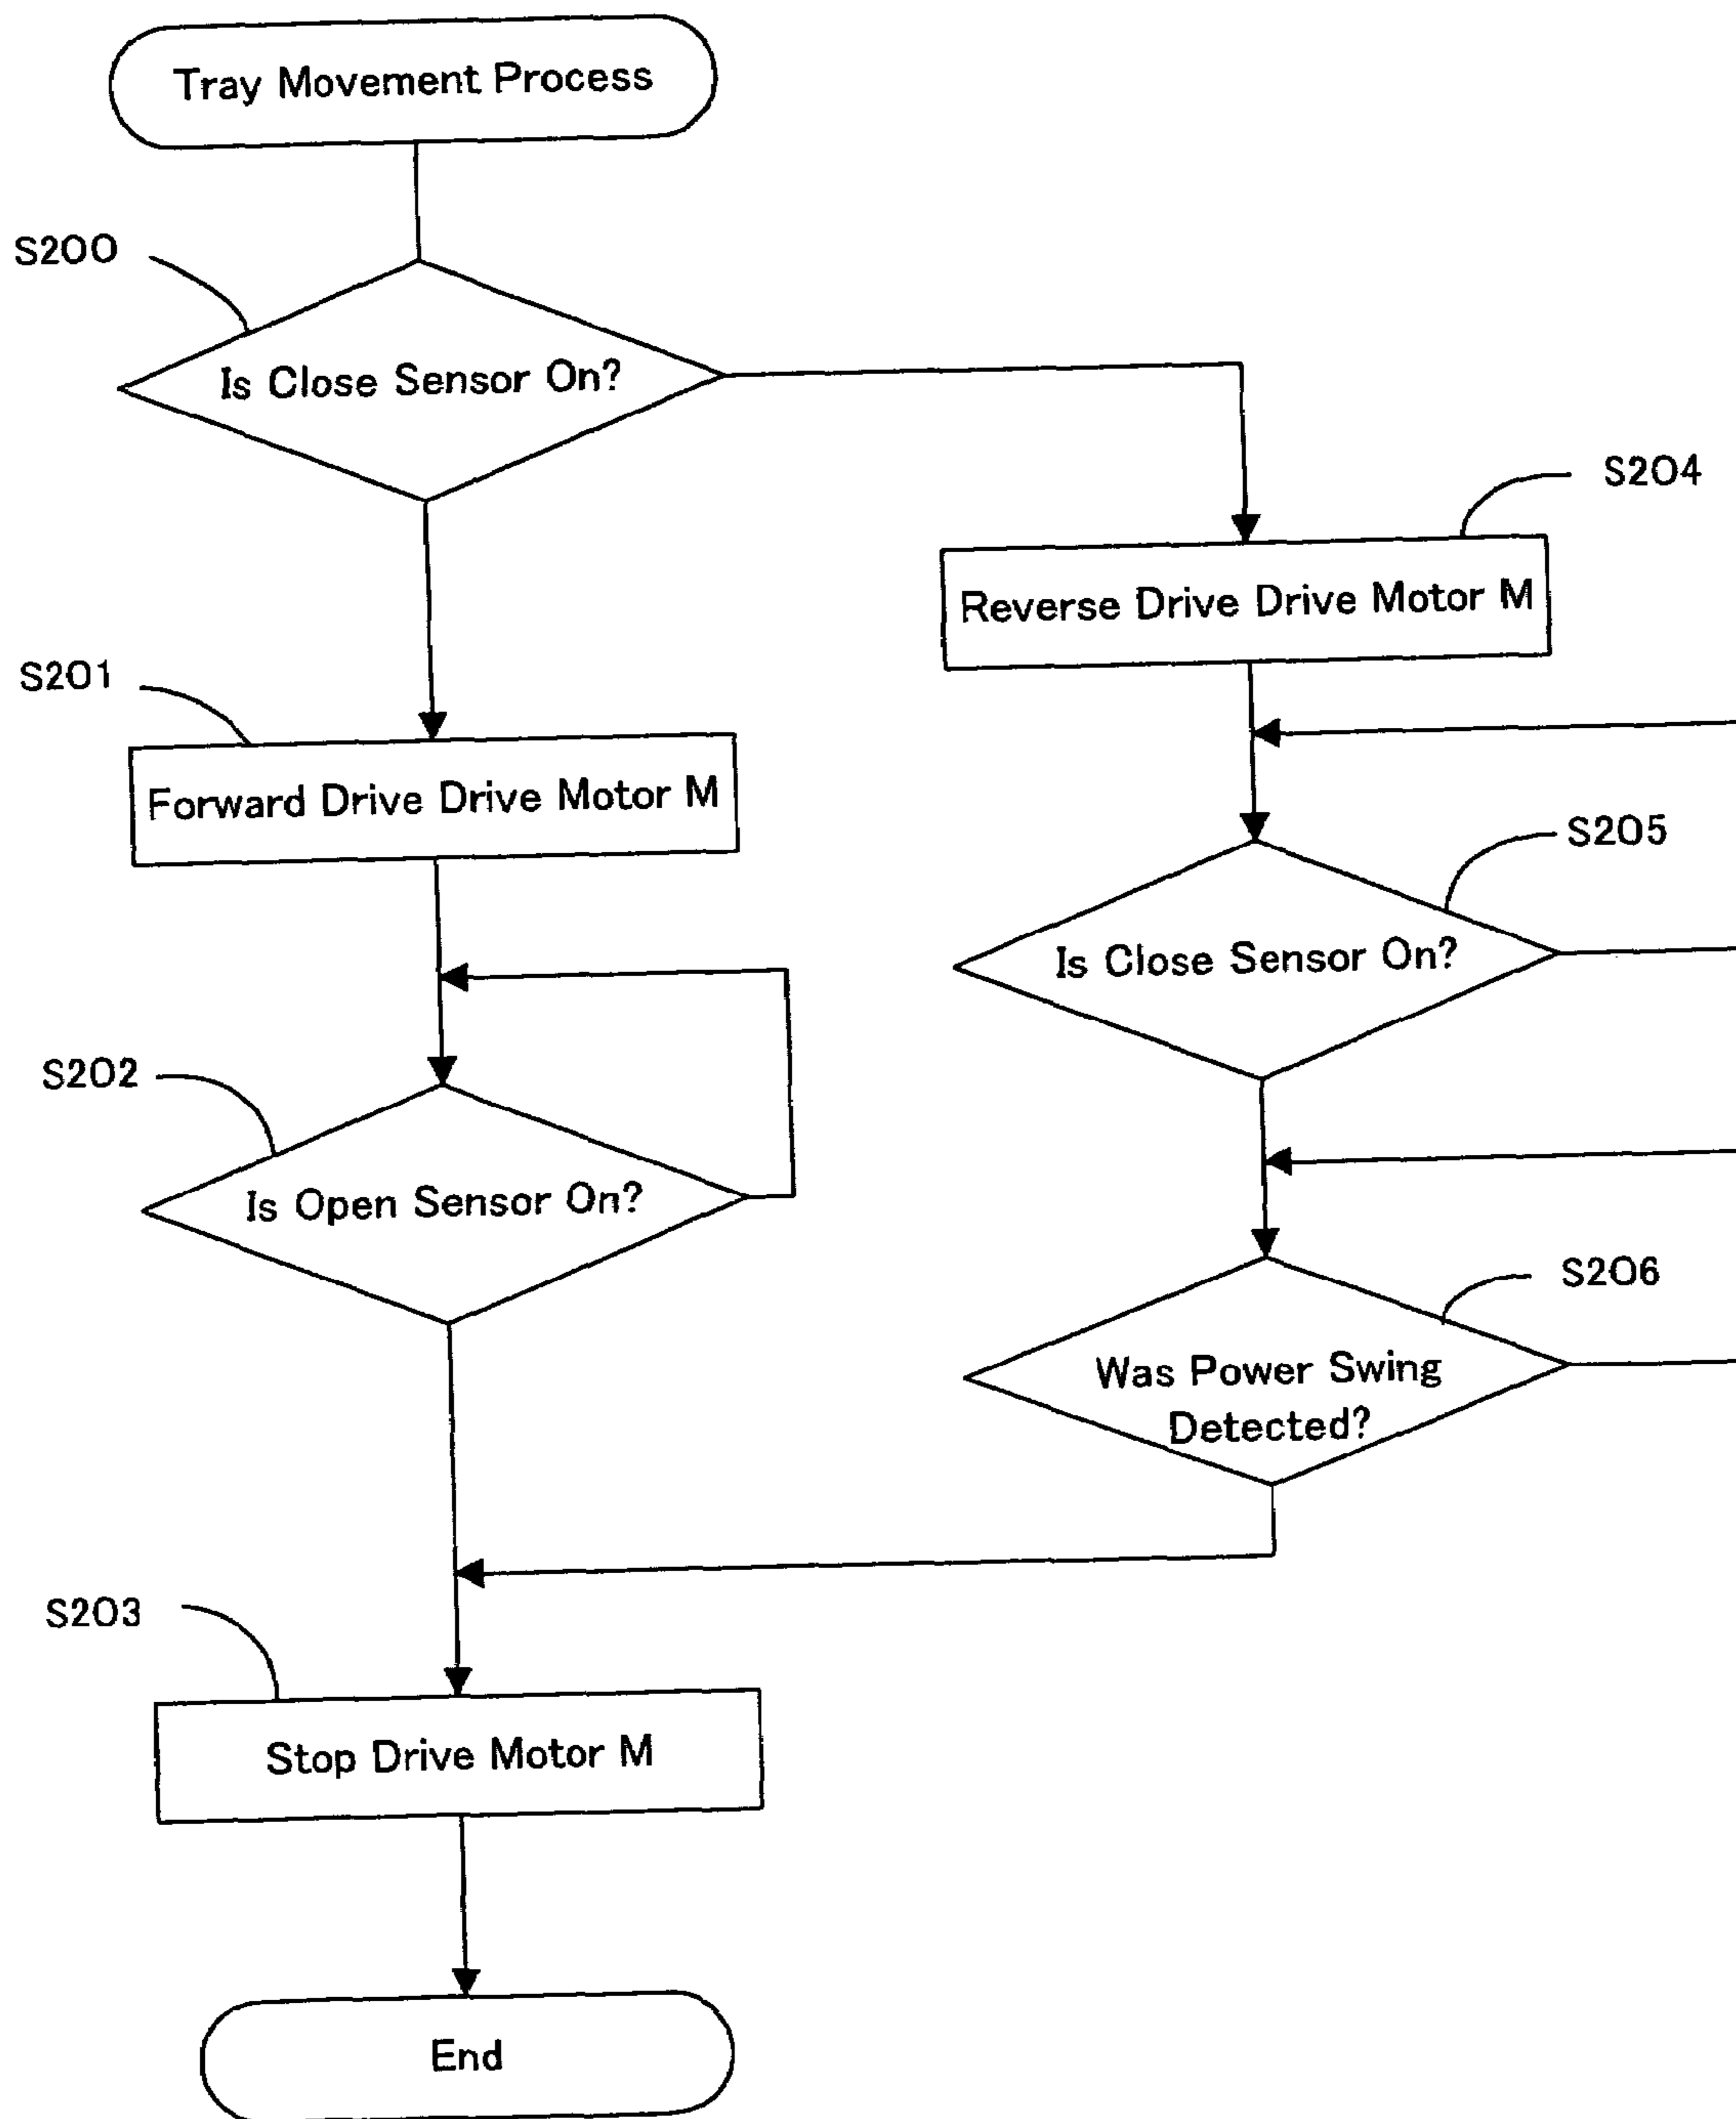 Tray Movement Process
S200
Is Close Sensor On?
S204
Reverse Drive Drive Motor M
S201
Forward Drive Drive Motor M
S205
Is Close Sensor On?
S202
Is Open Sensor On?
S206
Was Power Swing
Detected?
S203
Stop Drive Motor M
End